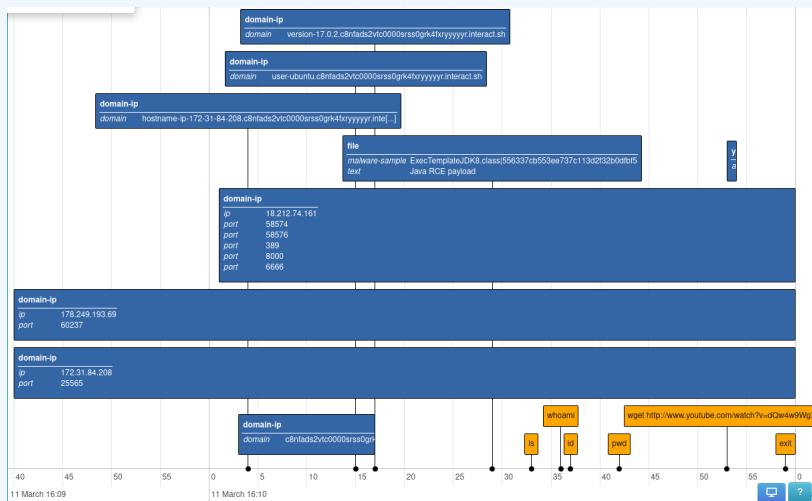 domain-ip
domain version-17.0.2.c8nfads2vtc0000srss0grk4fxryyyyyr.interact.sh
domain-ip
domain user-ubuntu.c8nfads2vtc0000srss0grk4fxryyyyyr.interact.sh
domain-ip
domain hostname-ip-172-31-84-208.c8nfads2vtc0000srss0grk4fxryyyyyr.inte[...]
file
malware-sample ExecTemplateJDK8.class|556337cb553ee737c113d2f32b0dfbf5
text Java RCE payload
y
a
domain-ip
ip 18.212.74.161
port 58574
port 58576
port 389
port 8000
port 6666
domain-ip
ip 178.249.193.69
port 60237
domain-ip
ip 172.31.84.208
port 25565
whoami
wget http://www.youtube.com/watch?v=dQw4w9Wg
domain-ip
domain c8nfads2vtc0000srss0grk
ls
id
pwd
exit
40 45 50 55 0 5 10 15 20 25 30 35 40 45 50 55 0
11 March 16:09 11 March 16:10
?